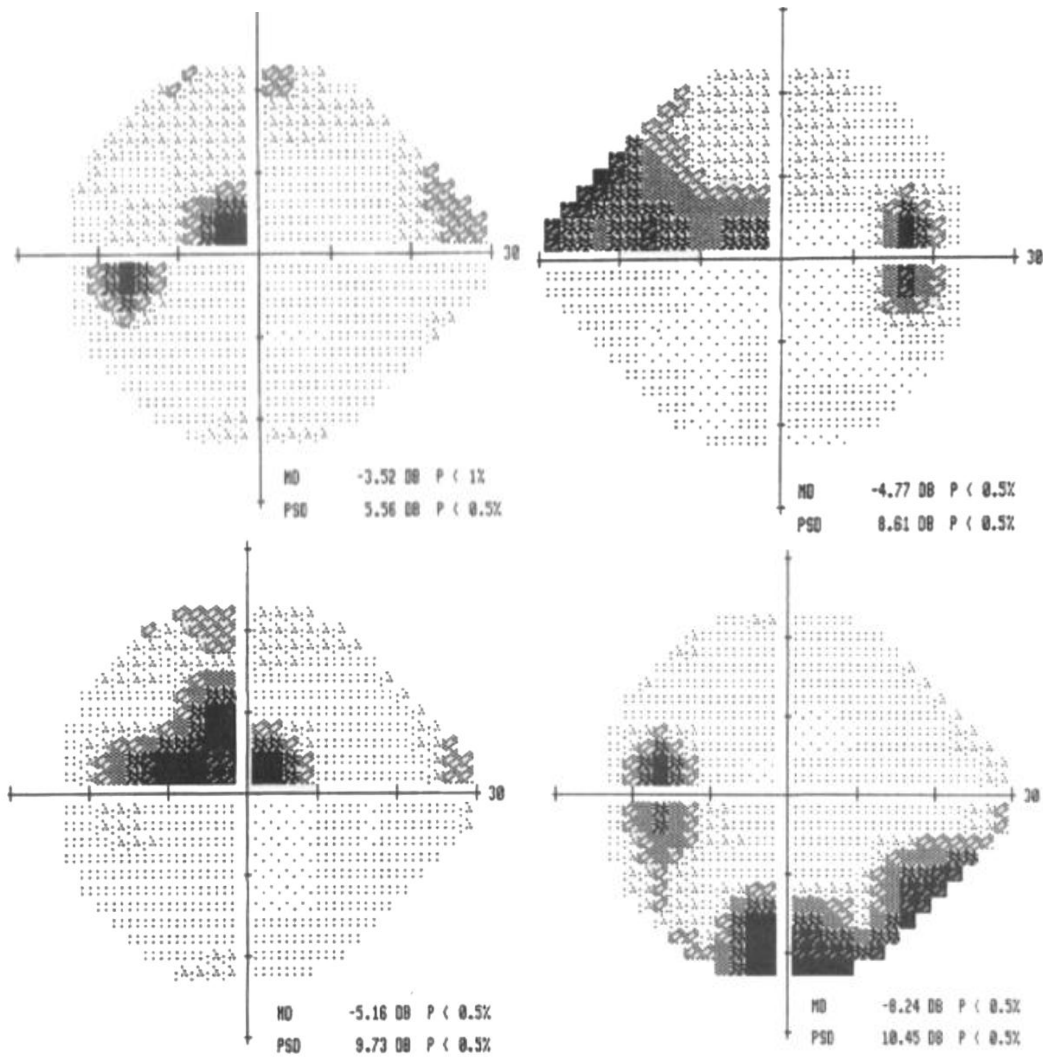 30
30
MD -3.52 DB P < 1%
PSD 5.56 DB P < 0.5%
MD -4.77 DB P < 0.5%
PSD 8.61 DB P < 0.5%
30
30
MD -5.16 DB P < 0.5%
PSD 9.73 DB P < 0.5%
MD -8.24 DB P < 0.5%
PSD 10.45 DB P < 0.5%